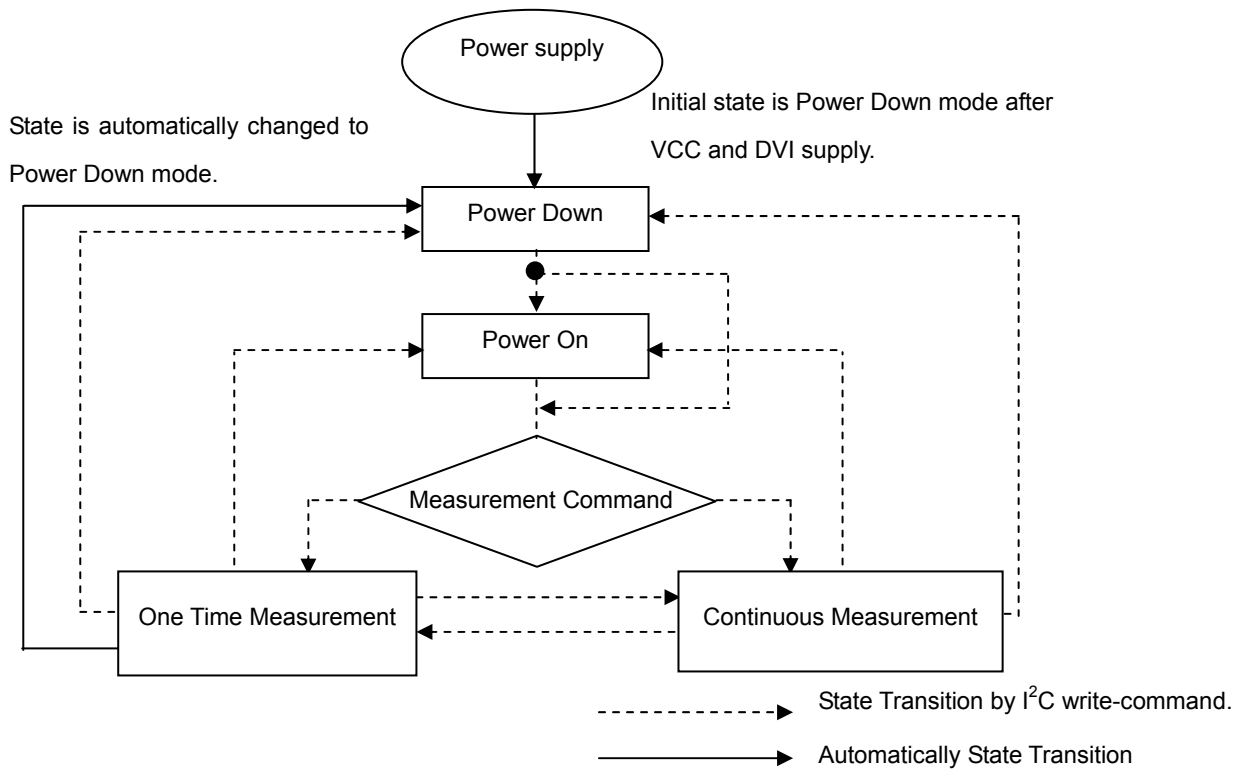 Power supply
Initial state is Power Down mode after
VCC and DVI supply.
State is automatically changed to
Power Down mode.
Power Down
Power On
Measurement Command
One Time Measurement
Continuous Measurement
State Transition by I²C write-command.
Automatically State Transition